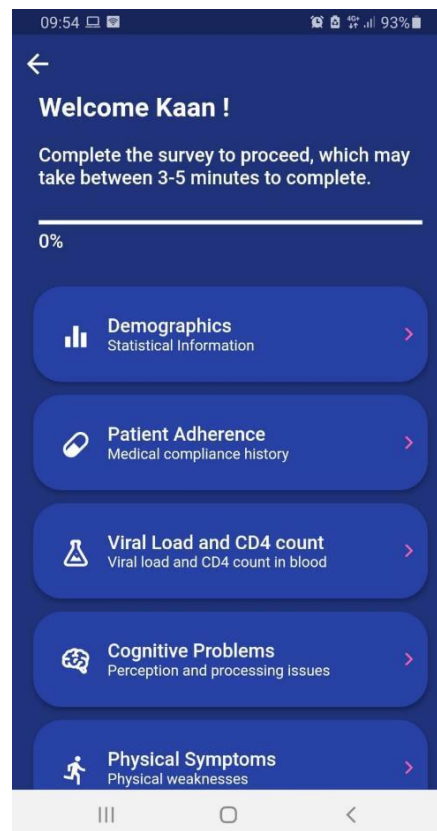 09:54 4G+ 93%
Welcome Kaan !
Complete the survey to proceed, which may
take between 3-5 minutes to complete.
0%
Demographics
Statistical Information
Patient Adherence
Medical compliance history
Viral Load and CD4 count
Viral load and CD4 count in blood
Cognitive Problems
Perception and processing issues
Physical Symptoms
Physical weaknesses